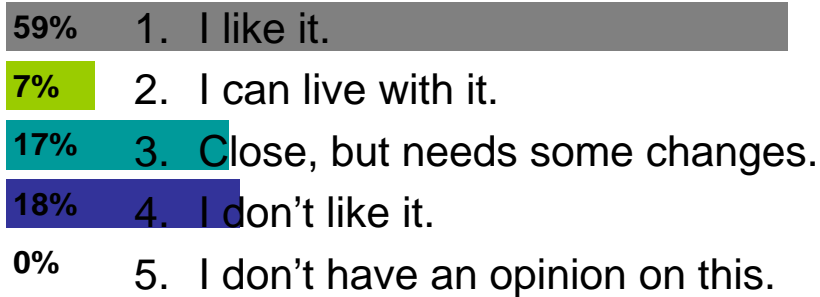 59% 1. I like it.
7% 2. I can live with it.
17% 3. Close, but needs some changes.
18% 4. I don’t like it.
0% 5. I don’t have an opinion on this.